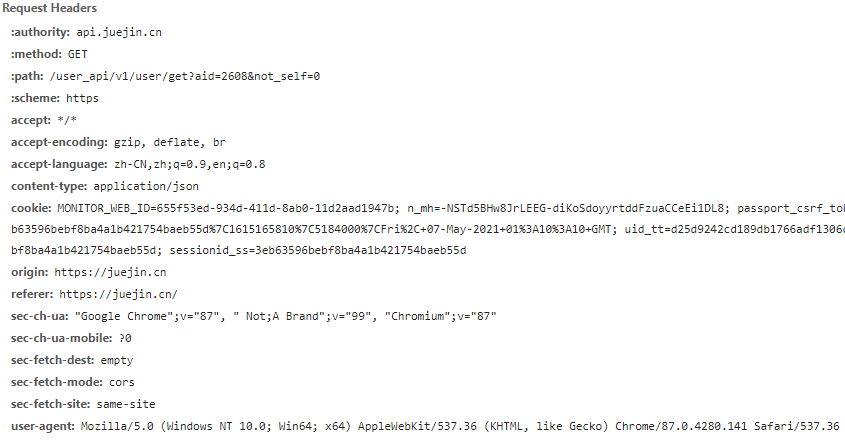 Request Headers
:authority: api.juejin.cn
:method: GET
:path: /user_api/v1/user/get?aid=2608&not_self=0
:scheme: https
accept: */*
accept-encoding: gzip, deflate, br
accept-language: zh-CN,zh;q=0.9,en;q=0.8
content-type: application/json
cookie: MONITOR_WEB_ID=655f53ed-934d-411d-8ab0-11d2aad1947b; n_mh=-NSTd5BHw8JrLEEG-diKoSdoyyrtddFzuaCCeEi1DL8; passport_csrf_tok
b63596bebf8ba4a1b421754baeb55d%7C1615165810%7C5184000%7CFri%2C+07-May-2021+01%3A10%3A10+GMT; uid_tt=d25d9242cd189db1766adf1306c
bf8ba4a1b421754baeb55d; sessionid_ss=3eb63596bebf8ba4a1b421754baeb55d
origin: https://juejin.cn
referer: https://juejin.cn/
sec-ch-ua: "Google Chrome";v="87", " Not;A Brand";v="99", "Chromium";v="87"
sec-ch-ua-mobile: ?0
sec-fetch-dest: empty
sec-fetch-mode: cors
sec-fetch-site: same-site
user-agent: Mozilla/5.0 (Windows NT 10.0; Win64; x64) AppleWebKit/537.36 (KHTML, like Gecko) Chrome/87.0.4280.141 Safari/537.36